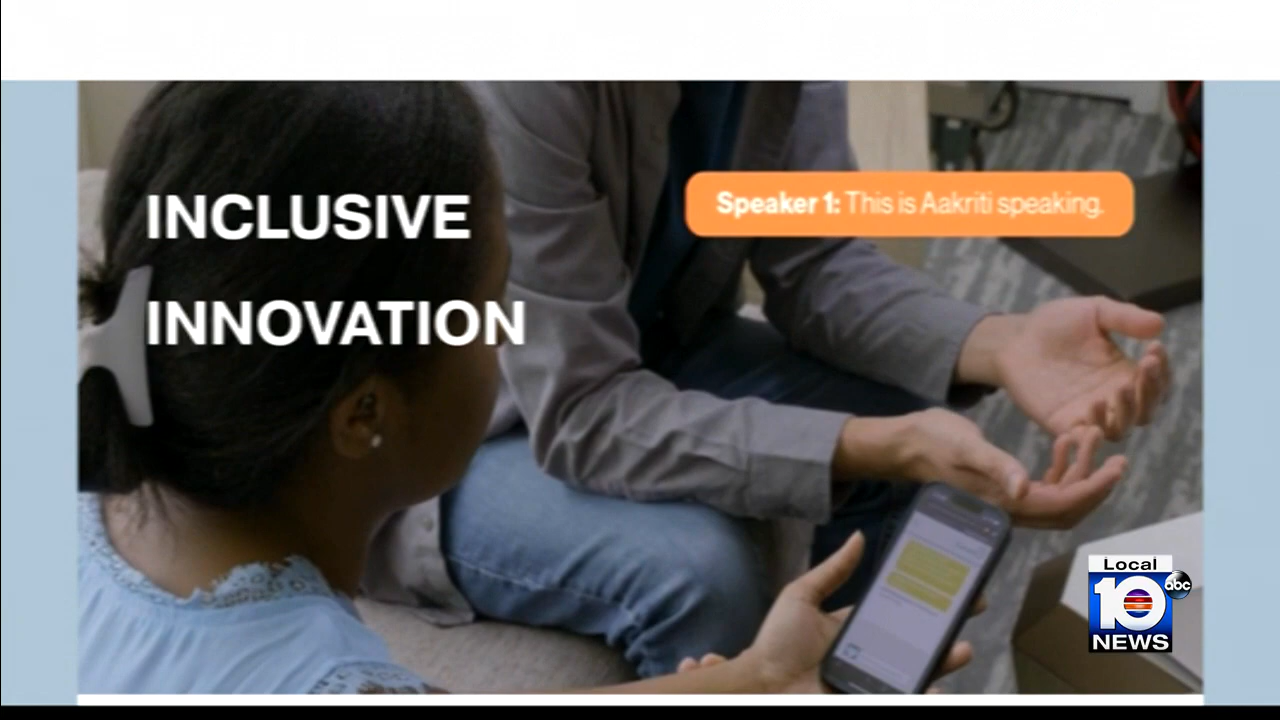 INCLUSIVE
Speaker 1: This is Aakriti speaking.
INNOVATION
Local
10
abc
NEWS